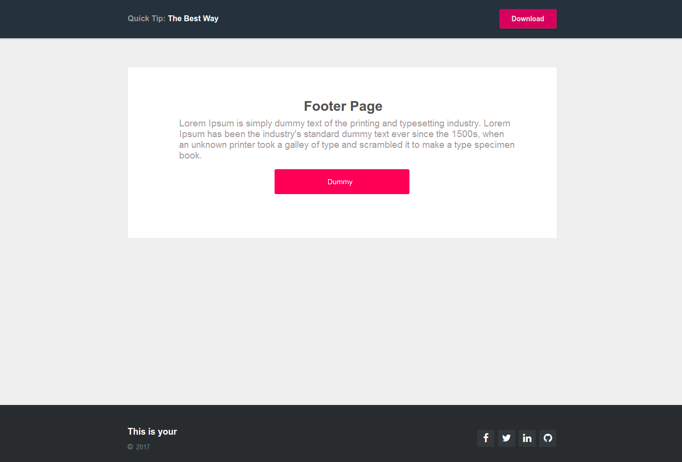 Quick Tip: The Best Way
Download
Footer Page
Lorem Ipsum is simply dummy text of the printing and typesetting industry. Lorem
Ipsum has been the industry's standard dummy text ever since the 1500s, when
an unknown printer took a galley of type and scrambled it to make a type specimen
book.
Dummy
This is your
© 2017